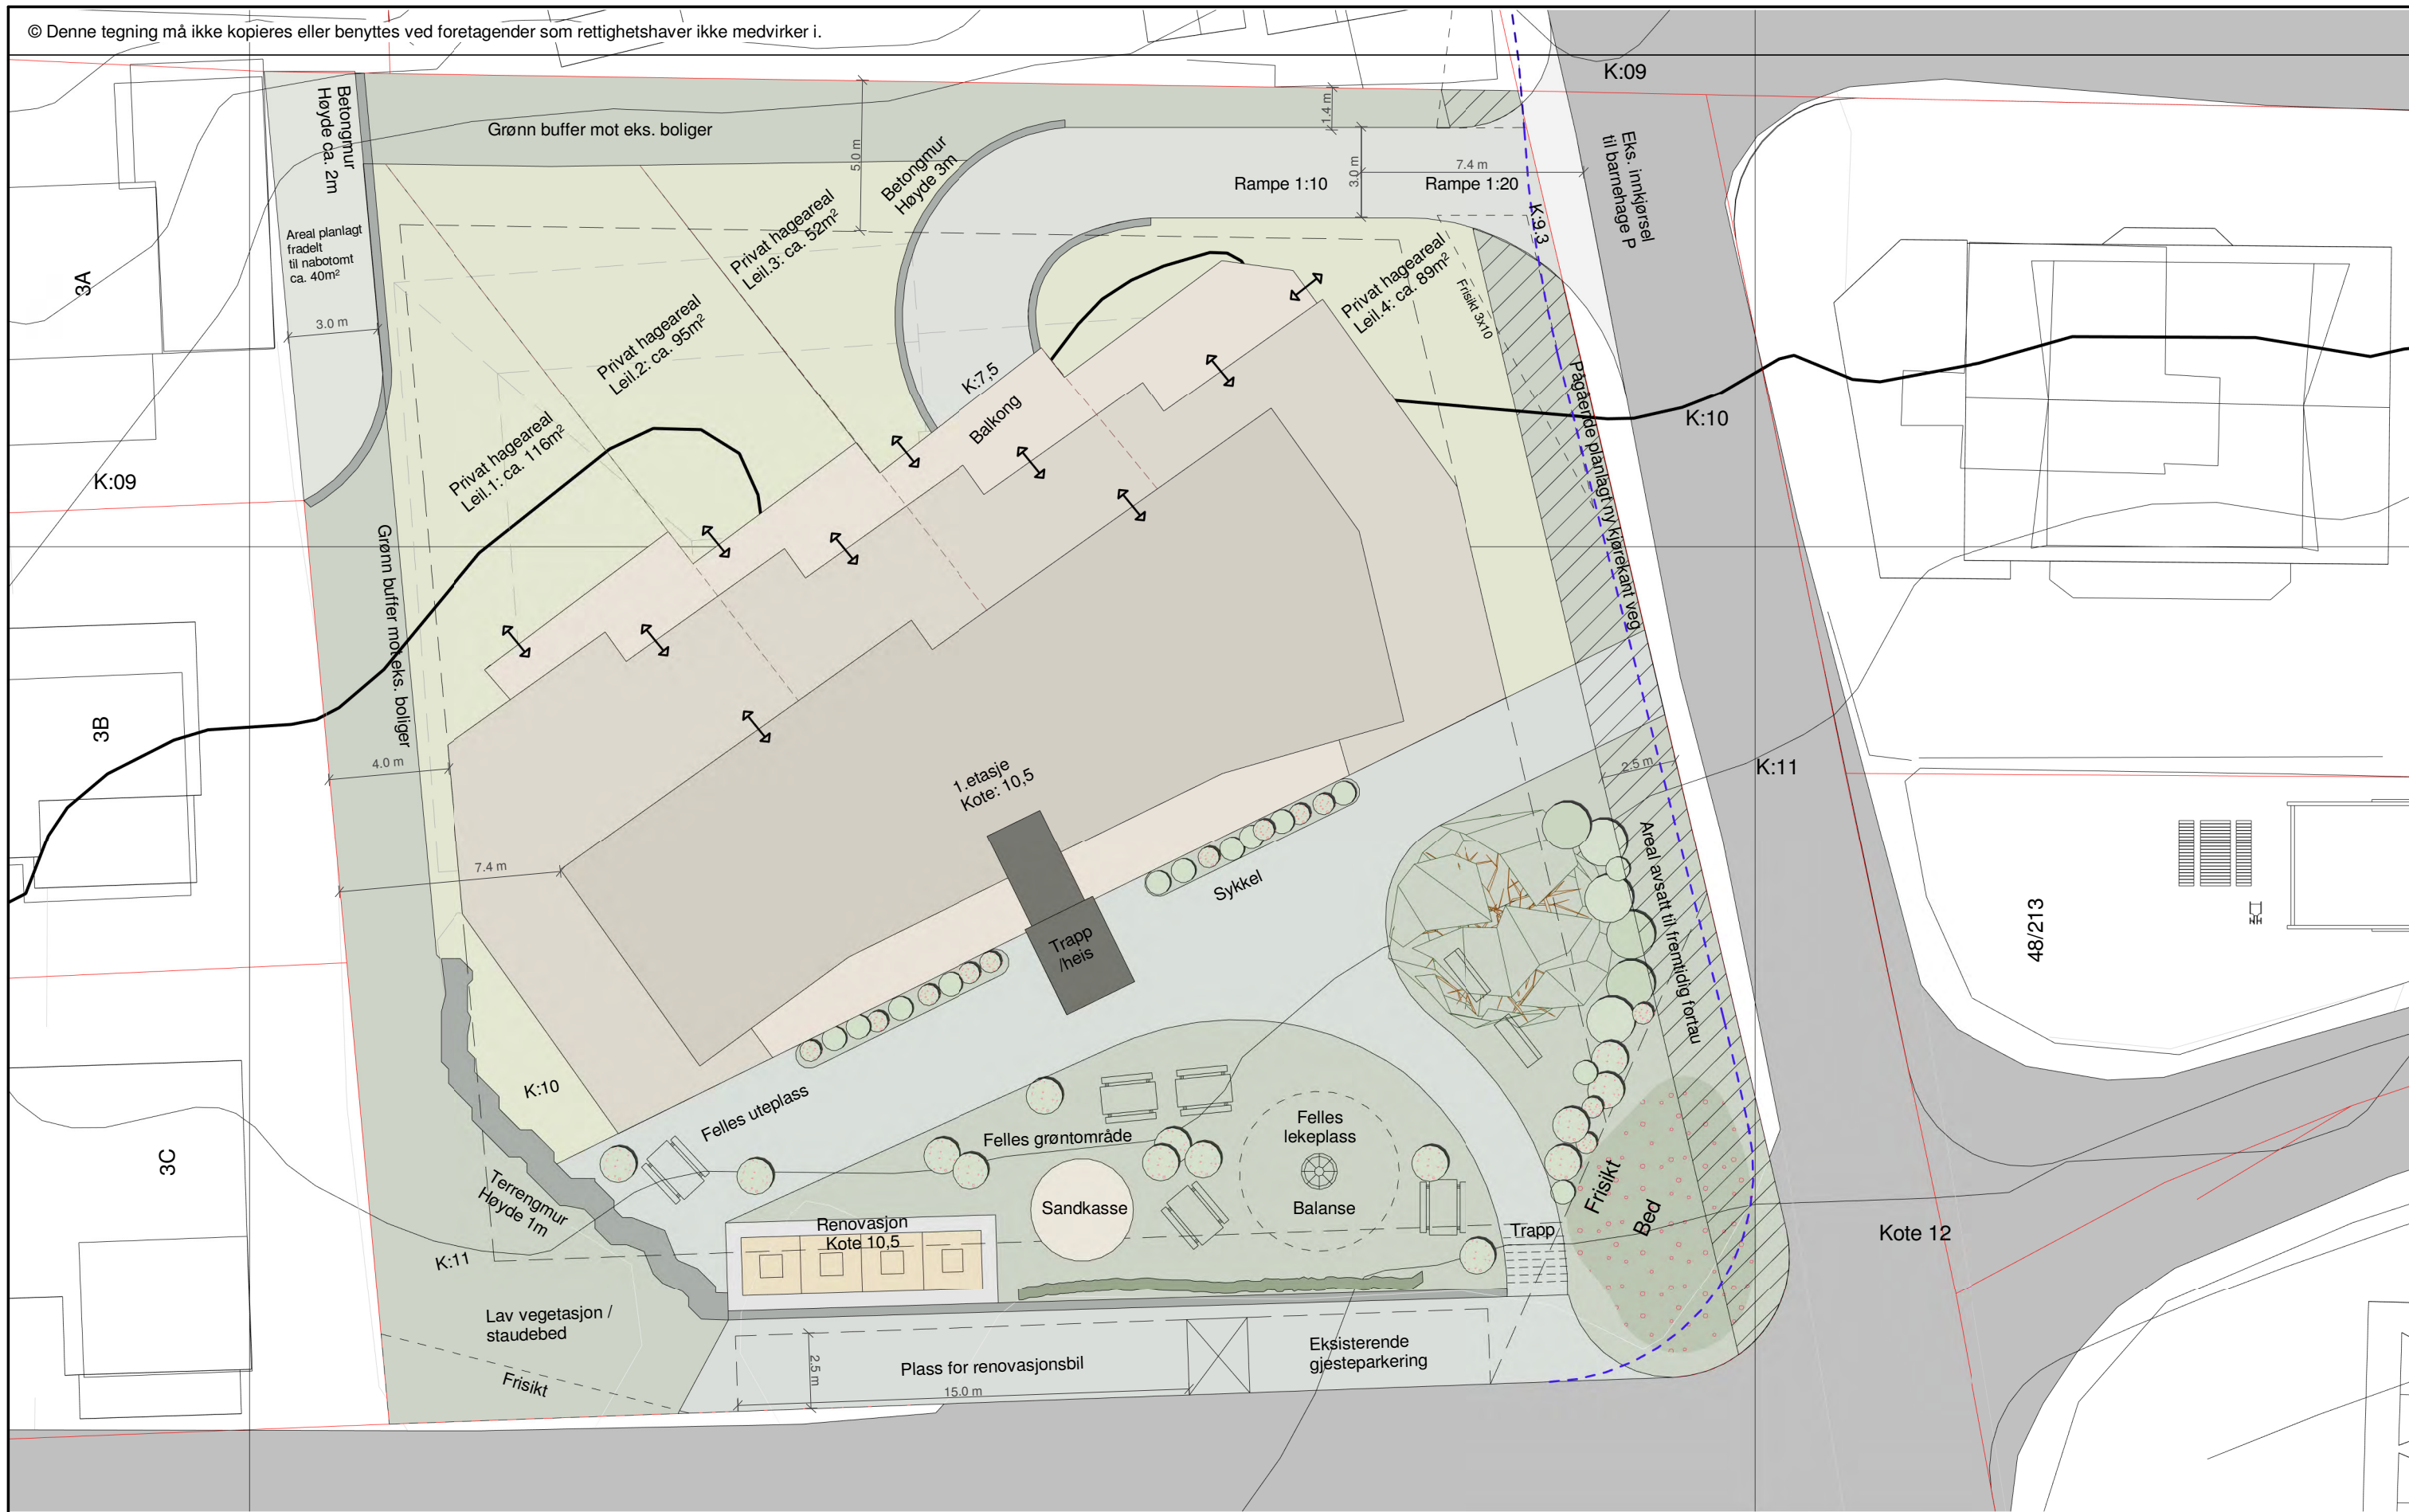 © Denne tegning må ikke kopieres eller benyttes ved foretagender som rettighetshaver ikke medvirker i.
K:09
Betongmur
Høyde ca. 2m
Grønn buffer mot eks. boliger
5.0 m
1.4 m
Betongmur
Høyde 3m
Rampe 1:10
3.0 m
Rampe 1:20
7.4 m
K:9.3
Eks. innkjørsel
til barnehage P
Areal planlagt
fradelt
til nabotomt
ca. 40m²
3.0 m
3A
Privat hageareal
Leil.3: ca. 52m²
Privat hageareal
Leil.2: ca. 95m²
Privat hageareal
Leil.1: ca. 116m²
Privat hageareal
Leil.4: ca. 89m²
Frisikt 3x10
K:7,5
Balkong
Pågående planlagt ny kjørekant veg
K:10
K:09
Grønn buffer mot eks. boliger
3B
4.0 m
7.4 m
1.etasje
Kote: 10,5
2.5 m
K:11
Areal avsatt til fremtidig fortau
Sykkel
Trapp
/heis
48/213
K:10
Felles uteplass
Felles grøntområde
Felles
lekeplass
Balanse
Sandkasse
3C
Terrengmur
Høyde 1m
K:11
Renovasjon
Kote 10,5
Trapp
Frisikt
Bed
Kote 12
Lav vegetasjon /
staudebed
Frisikt
2.5 m
Plass for renovasjonsbil
15.0 m
Eksisterende
gjesteparkering